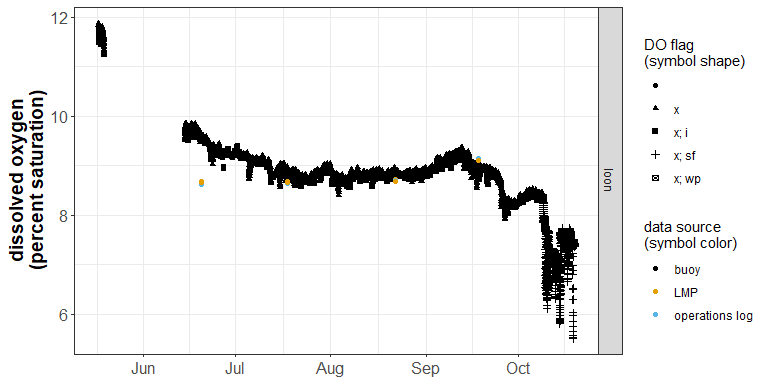 dissolved oxygen
(percent saturation)
12
10
8
6
Jun
Jul
Aug
Sep
Oct
loon
DO flag
(symbol shape)
x
x; i
x; sf
x; wp
data source
(symbol color)
buoy
LMP
operations log